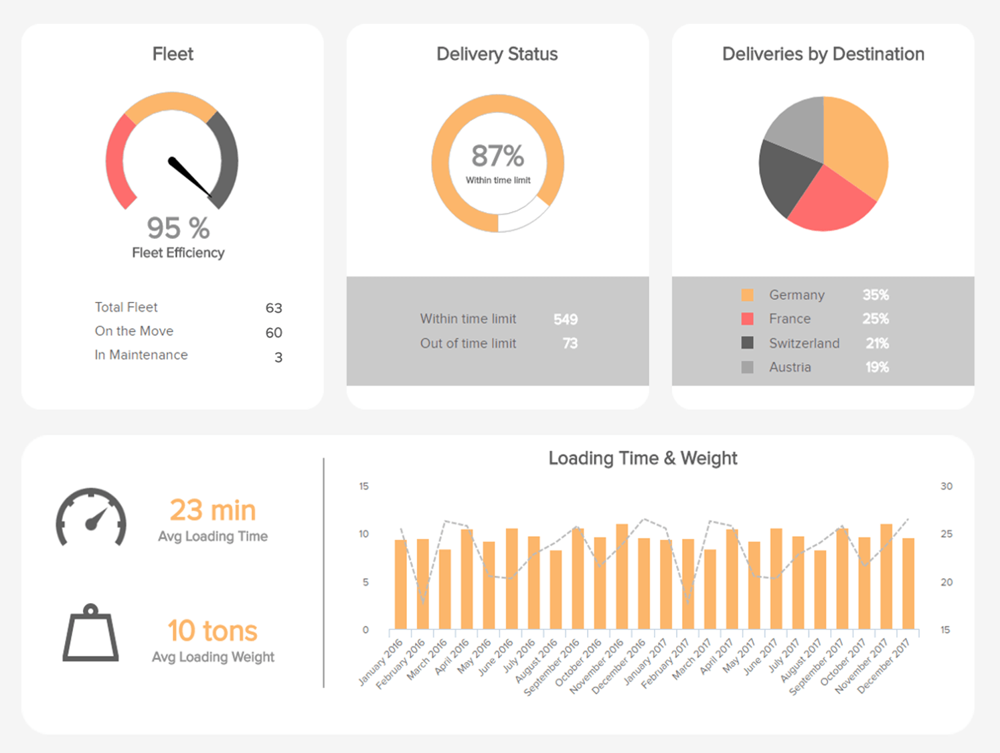 Fleet
95 %
Fleet Efficiency
Total Fleet 63
On the Move 60
In Maintenance 3
Delivery Status
87%
Within time limit
Within time limit 549
Out of time limit 73
Deliveries by Destination
Germany 35%
France 25%
Switzerland 21%
Austria 19%
23 min
Avg Loading Time
10 tons
Avg Loading Weight
Loading Time & Weight
15
10
5
0
30
25
20
15
January 2016
February 2016
March 2016
April 2016
May 2016
June 2016
July 2016
August 2016
September 2016
October 2016
November 2016
December 2016
January 2017
February 2017
March 2017
April 2017
May 2017
June 2017
July 2017
August 2017
September 2017
October 2017
November 2017
December 2017